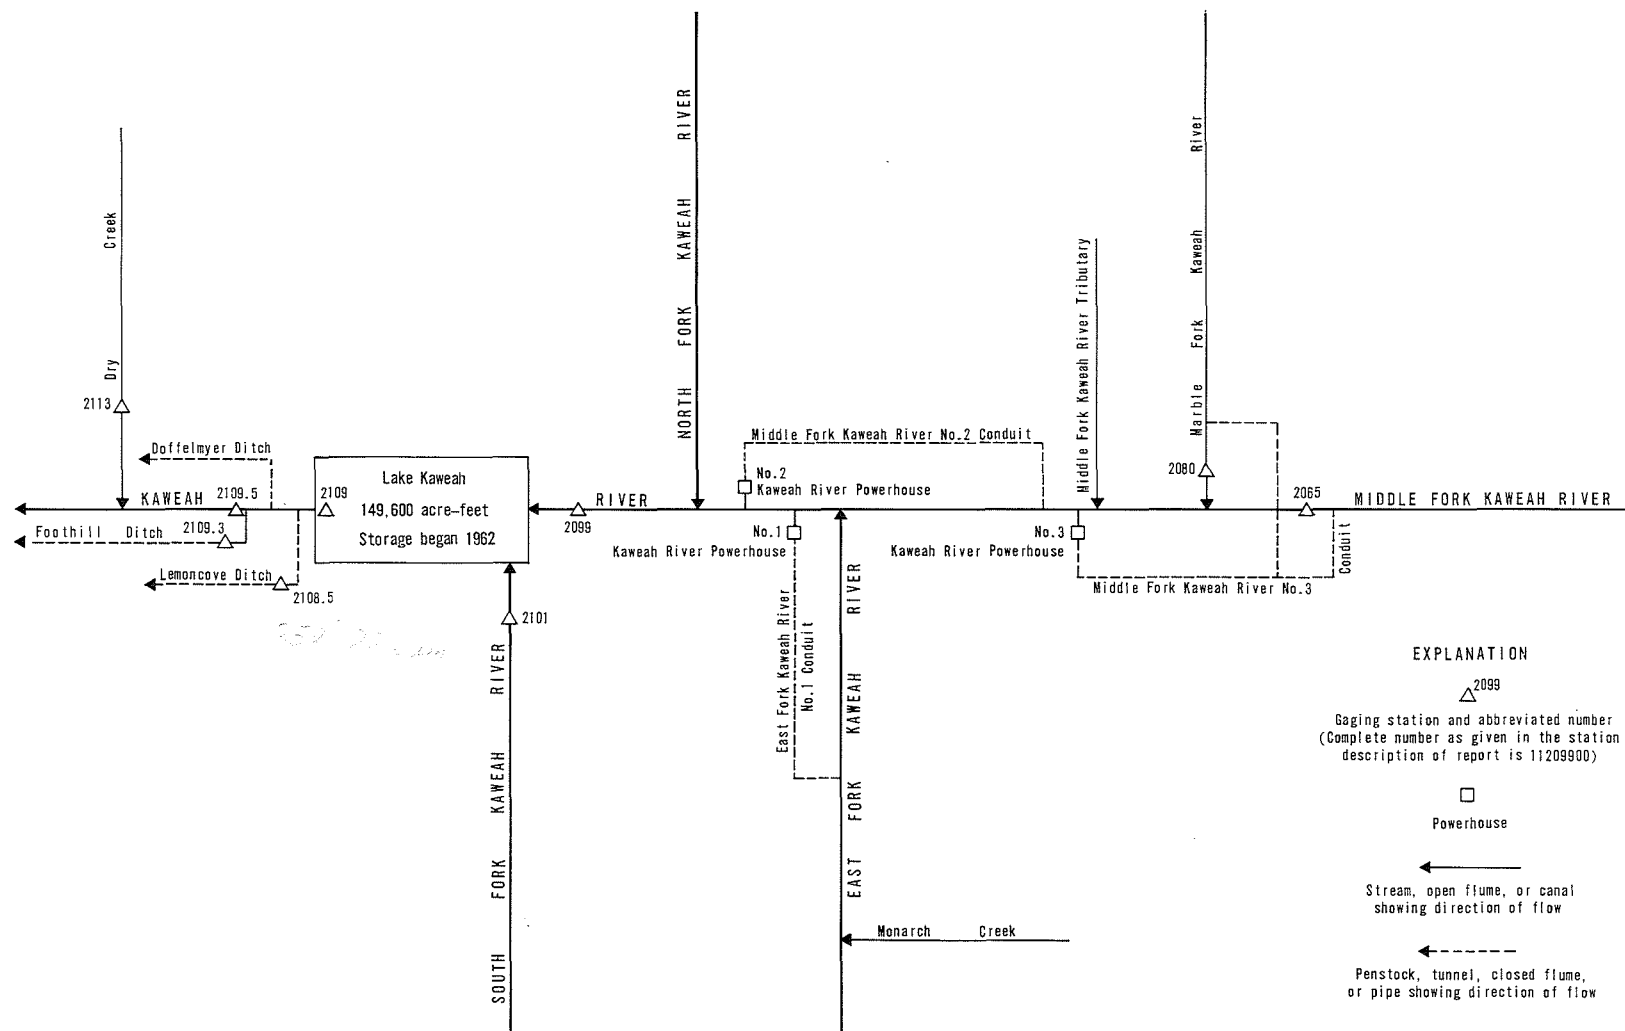 NORTH FORK KAWEAH RIVER
Marble Fork Kaweah River
Middle Fork Kaweah River Tributary
Dry Creek
2113
Doffelmyer Ditch
Middle Fork Kaweah River No.2 Conduit
No.2
Kaweah River Powerhouse
2080
Lake Kaweah
149,600 acre-feet
Storage began 1962
KAWEAH
2109.5
2109
RIVER
2099
2065
MIDDLE FORK KAWEAH RIVER
Foothill Ditch
2109.3
No.1
Kaweah River Powerhouse
No.3
Kaweah River Powerhouse
Conduit
Lemoncove Ditch
2108.5
Middle Fork Kaweah River No.3
2101
East Fork Kaweah River
No.1 Conduit
SOUTH FORK KAWEAH RIVER
EAST FORK KAWEAH RIVER
Monarch Creek
EXPLANATION
2099
Gaging station and abbreviated number
(Complete number as given in the station
description of report is 11209900)
Powerhouse
Stream, open flume, or canal
showing direction of flow
Penstock, tunnel, closed flume,
or pipe showing direction of flow